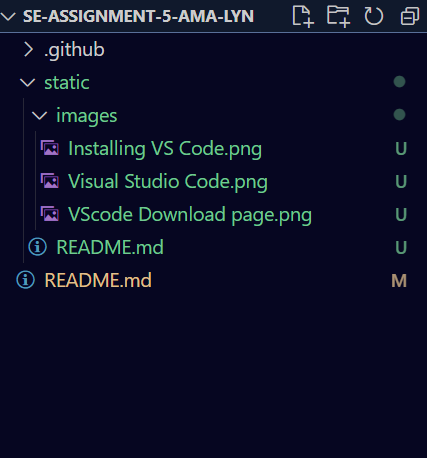 SE-ASSIGNMENT-5-AMA-LYN
.github
static
images
Installing VS Code.png U
Visual Studio Code.png U
VScode Download page.png U
README.md U
README.md M